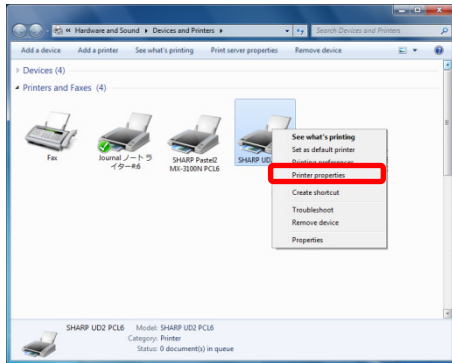 « Hardware and Sound ▸ Devices and Printers ▸
Search Devices and Printers
Add a device Add a printer See what's printing Print server properties Remove device
Devices (4)
Printers and Faxes (4)
Fax
Journal ノート ラ
イター#6
SHARP Pastel2
MX-3100N
PCL6
SHARP UD2
See what's printing
Set as default printer
Printing preferences
Printer properties
Create shortcut
Troubleshoot
Remove device
Properties
SHARP UD2 PCL6 Model: SHARP UD2 PCL6
Category: Printer
Status: 0 document(s) in queue